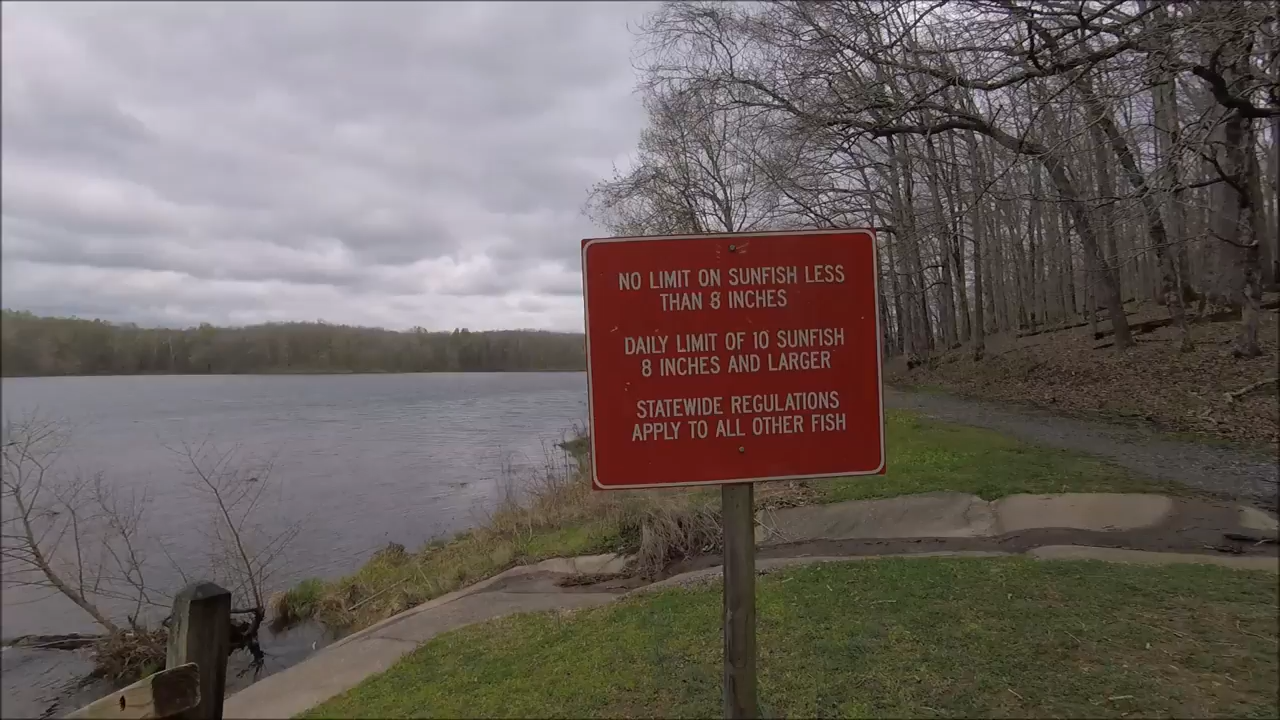 NO LIMIT ON SUNFISH LESS
THAN 8 INCHES
DAILY LIMIT OF 10 SUNFISH
8 INCHES AND LARGER
STATEWIDE REGULATIONS
APPLY TO ALL OTHER FISH